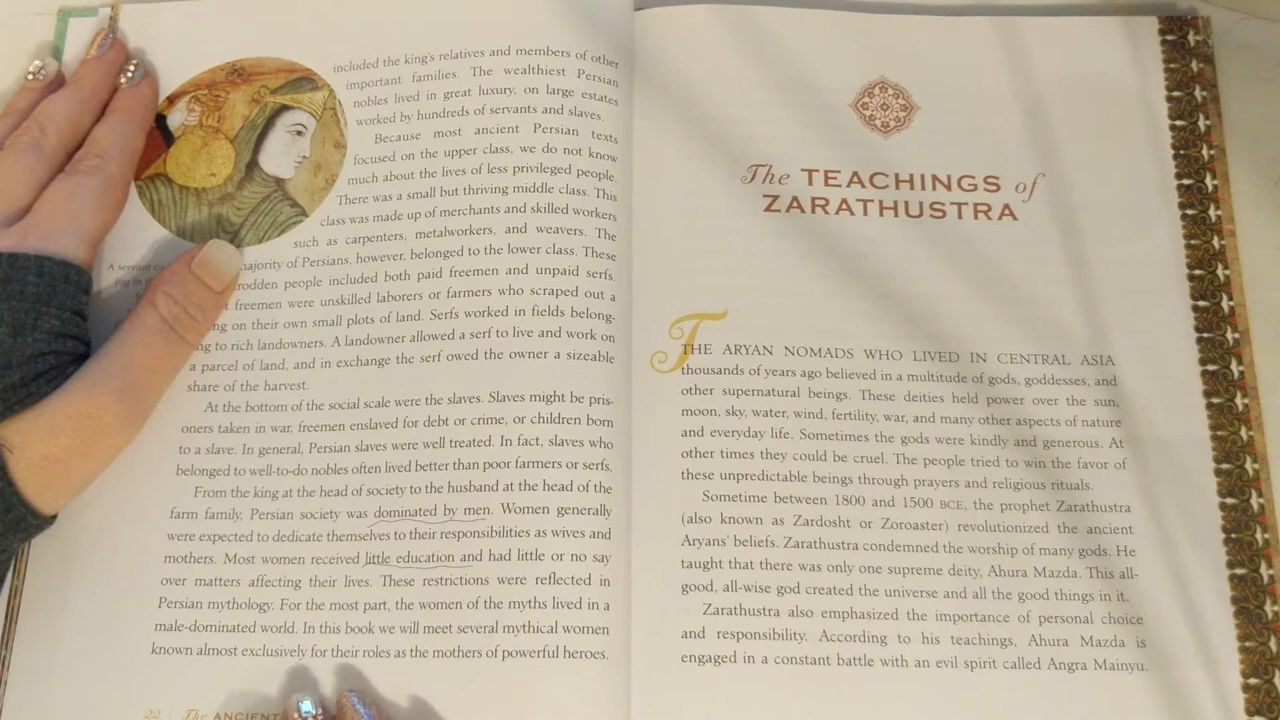 included the king's relatives and members of other
important families. The wealthiest Persian
nobles lived in great luxury, on large estates
worked by hundreds of servants and slaves.
Because most ancient Persian texts
focused on the upper class, we do not know
much about the lives of less privileged people.
There was a small but thriving middle class. This
class was made up of merchants and skilled workers
such as carpenters, metalworkers, and weavers. The
ajority of Persians, however, belonged to the lower class. These
rodden people included both paid freemen and unpaid serfs.
freemen were unskilled laborers or farmers who scraped out a
ng on their own small plots of land. Serfs worked in fields belong-
ng to rich landowners. A landowner allowed a serf to live and work on
a parcel of land, and in exchange the serf owed the owner a sizeable
share of the harvest.
At the bottom of the social scale were the slaves. Slaves might be pris-
oners taken in war, freemen enslaved for debt or crime, or children born
to a slave. In general, Persian slaves were well treated. In fact, slaves who
belonged to well-to-do nobles often lived better than poor farmers or serfs.
From the king at the head of society to the husband at the head of the
farm family, Persian society was dominated by men. Women generally
were expected to dedicate themselves to their responsibilities as wives and
mothers. Most women received little education and had little or no say
over matters affecting their lives. These restrictions were reflected in
Persian mythology. For the most part, the women of the myths lived in a
male-dominated world. In this book we will meet several mythical women
known almost exclusively for their roles as the mothers of powerful heroes.
A servant
jug in
22 | The ANCIENT
The TEACHINGS of
ZARATHUSTRA
THE ARYAN NOMADS WHO LIVED IN CENTRAL ASIA
thousands of years ago believed in a multitude of gods, goddesses, and
other supernatural beings. These deities held power over the sun,
moon, sky, water, wind, fertility, war, and many other aspects of nature
and everyday life. Sometimes the gods were kindly and generous. At
other times they could be cruel. The people tried to win the favor of
these unpredictable beings through prayers and religious rituals.
Sometime between 1800 and 1500 BCE, the prophet Zarathustra
(also known as Zardosht or Zoroaster) revolutionized the ancient
Aryans' beliefs. Zarathustra condemned the worship of many gods. He
taught that there was only one supreme deity, Ahura Mazda. This all-
good, all-wise god created the universe and all the good things in it.
Zarathustra also emphasized the importance of personal choice
and responsibility. According to his teachings, Ahura Mazda is
engaged in a constant battle with an evil spirit called Angra Mainyu.